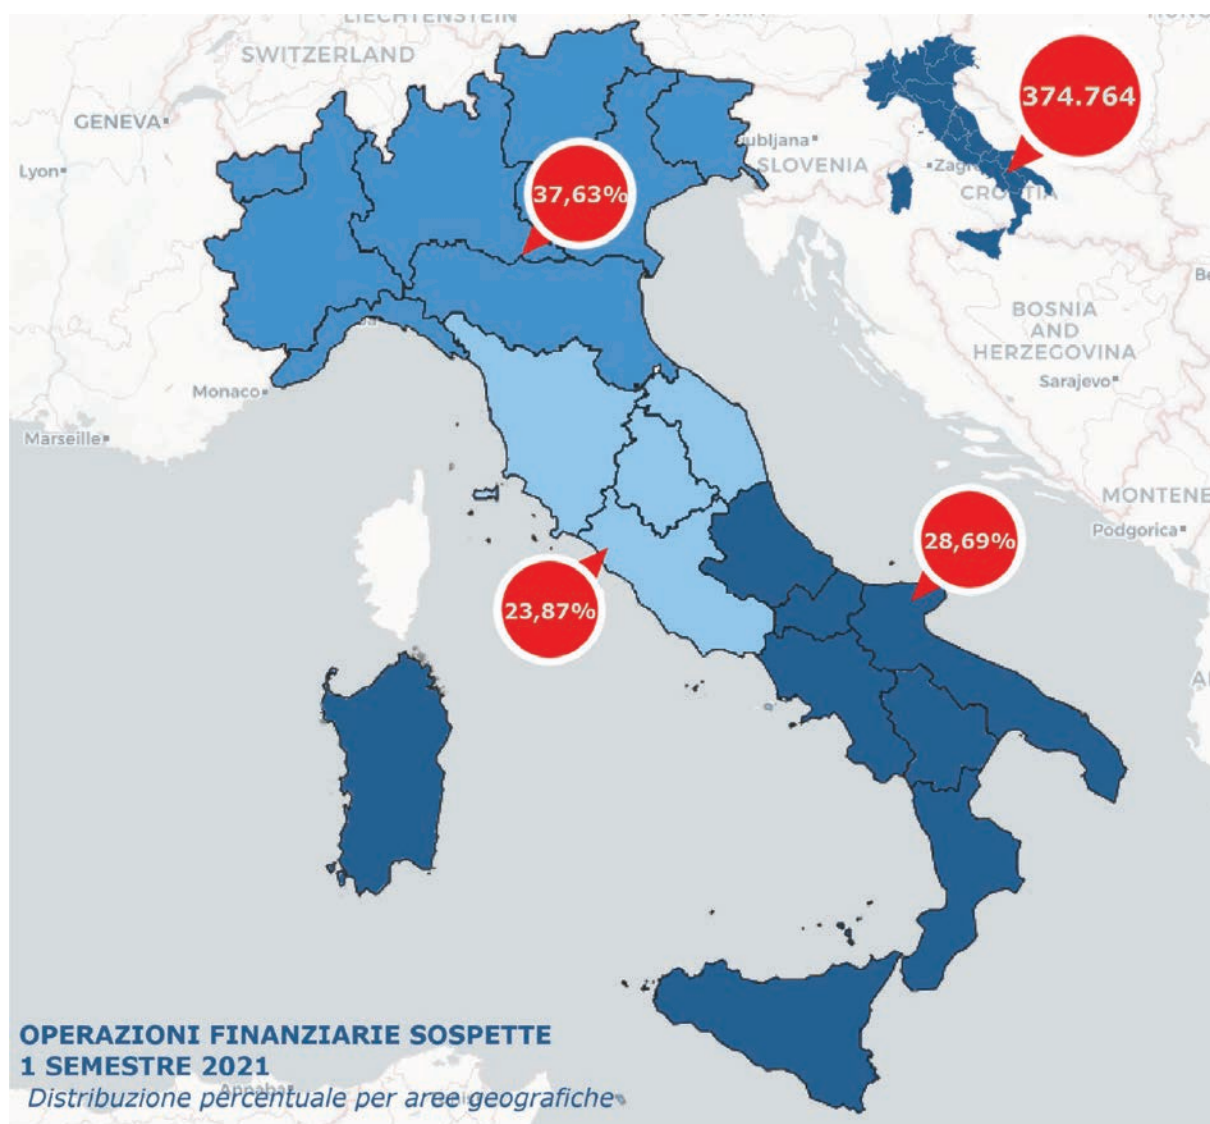 LIECHTENSTEIN
SWITZERLAND
GENEVA
Lyon
374.764
37,63%
SLOVENIA
BOSNIA
AND
HERZEGOVINA
Sarajevo
Monaco
Marseille
MONTENE
Podgorica
28,69%
23,87%
OPERAZIONI FINANZIARIE SOSPETTE
1 SEMESTRE 2021
Distribuzione percentuale per aree geografiche